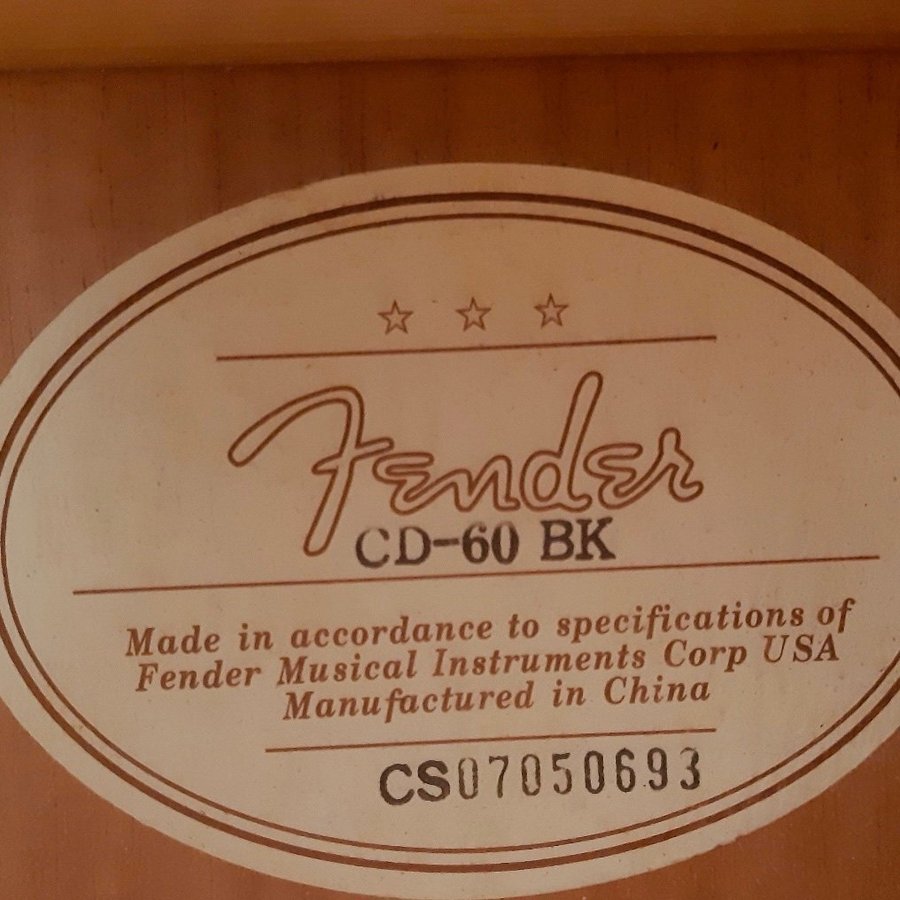 Fender
CD-60 BK
Made in accordance to specifications of
Fender Musical Instruments Corp USA
Manufactured in China
CS07050693